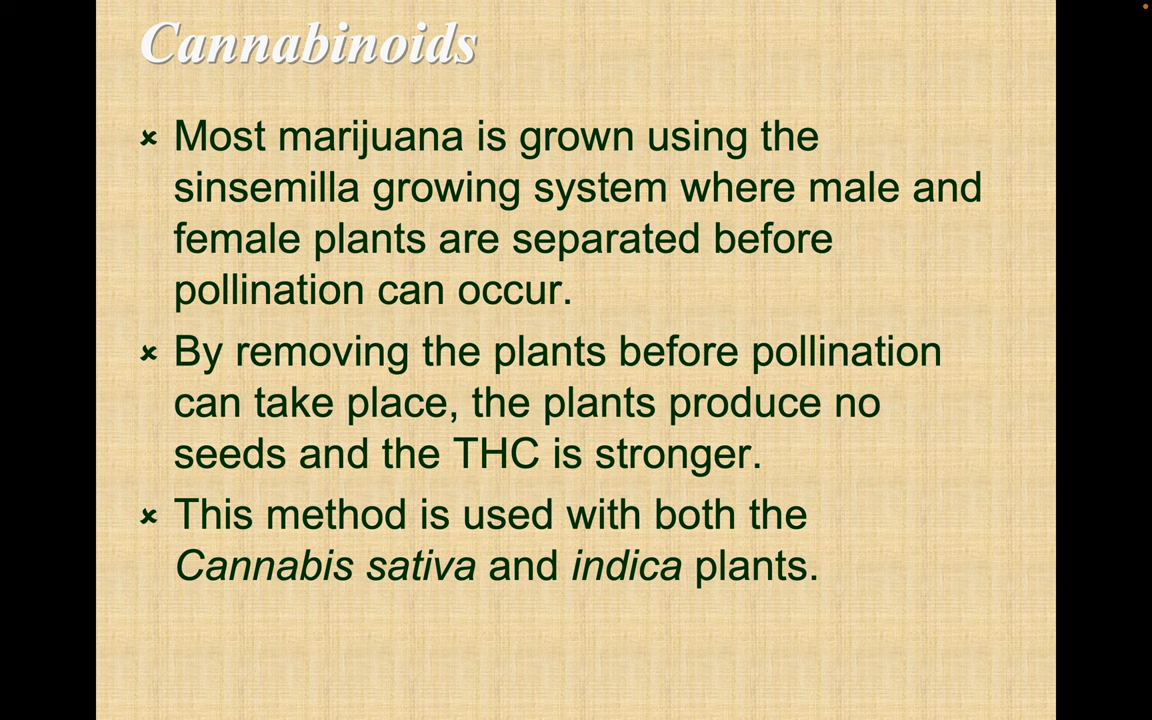 Cannabinoids
Most marijuana is grown using the
sinsemilla growing system where male and
female plants are separated before
pollination can occur.
By removing the plants before pollination
can take place, the plants produce no
seeds and the THC is stronger.
This method is used with both the
Cannabis sativa and indica plants.